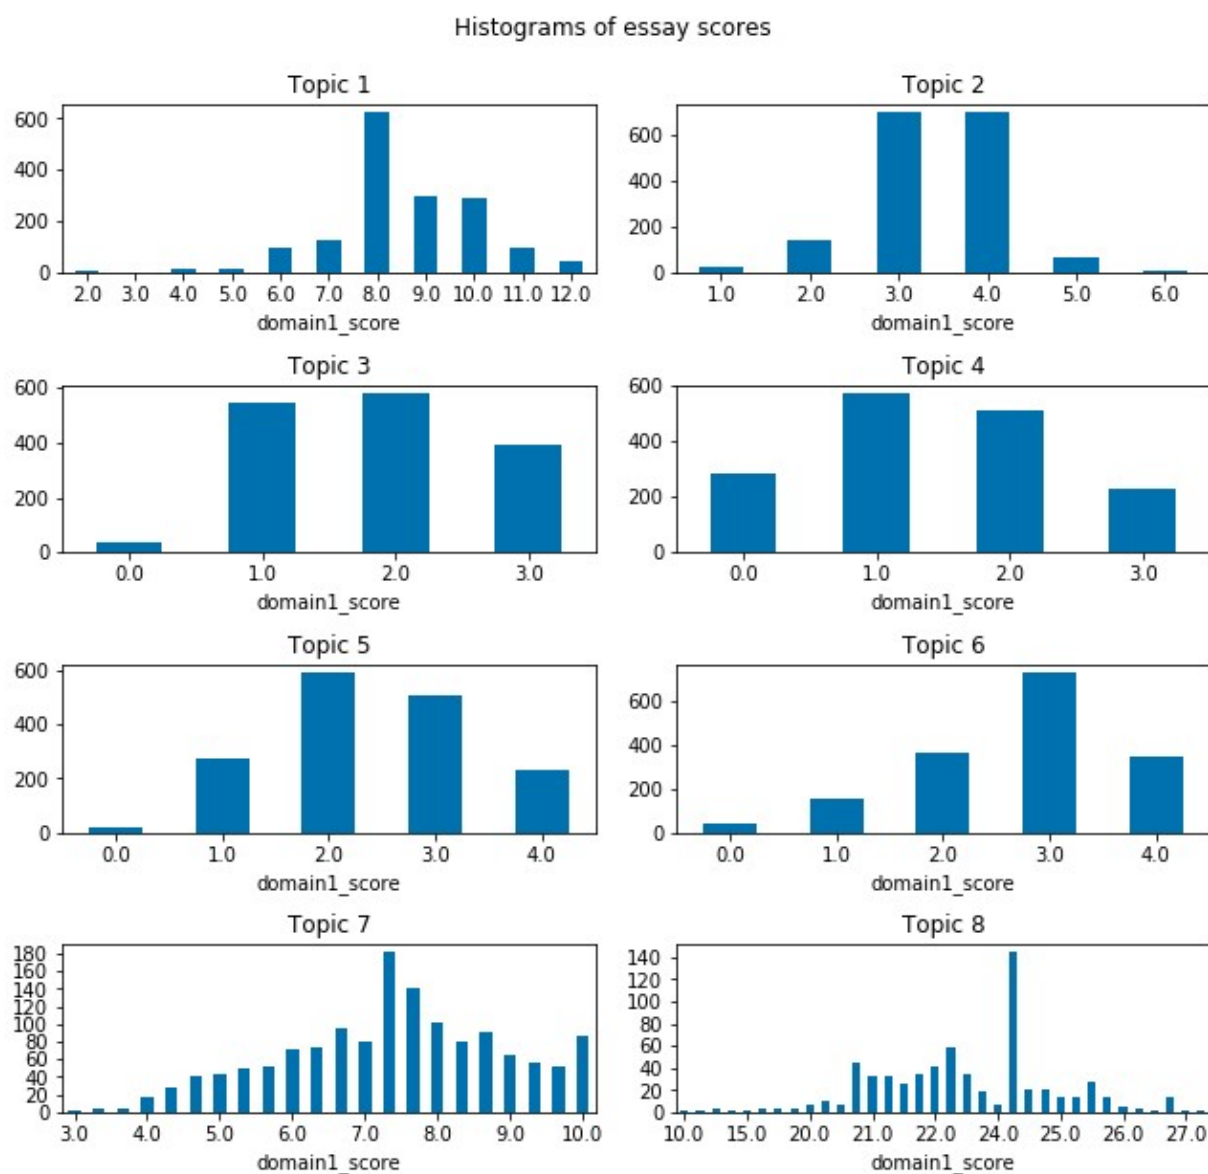 Histograms of essay scores
Topic 1
600
400
200
0
2.0 3.0 4.0 5.0 6.0 7.0 8.0 9.0 10.0 11.0 12.0
domain1_score
Topic 2
600
400
200
0
1.0 2.0 3.0 4.0 5.0 6.0
domain1_score
Topic 3
600
400
200
0
0.0 1.0 2.0 3.0
domain1_score
Topic 4
600
400
200
0
0.0 1.0 2.0 3.0
domain1_score
Topic 5
600
400
200
0
0.0 1.0 2.0 3.0 4.0
domain1_score
Topic 6
600
400
200
0
0.0 1.0 2.0 3.0 4.0
domain1_score
Topic 7
180
160
140
120
100
80
60
40
20
0
3.0 4.0 5.0 6.0 7.0 8.0 9.0 10.0
domain1_score
Topic 8
140
120
100
80
60
40
20
0
10.0 15.0 20.0 21.0 22.0 24.0 25.0 26.0 27.0
domain1_score